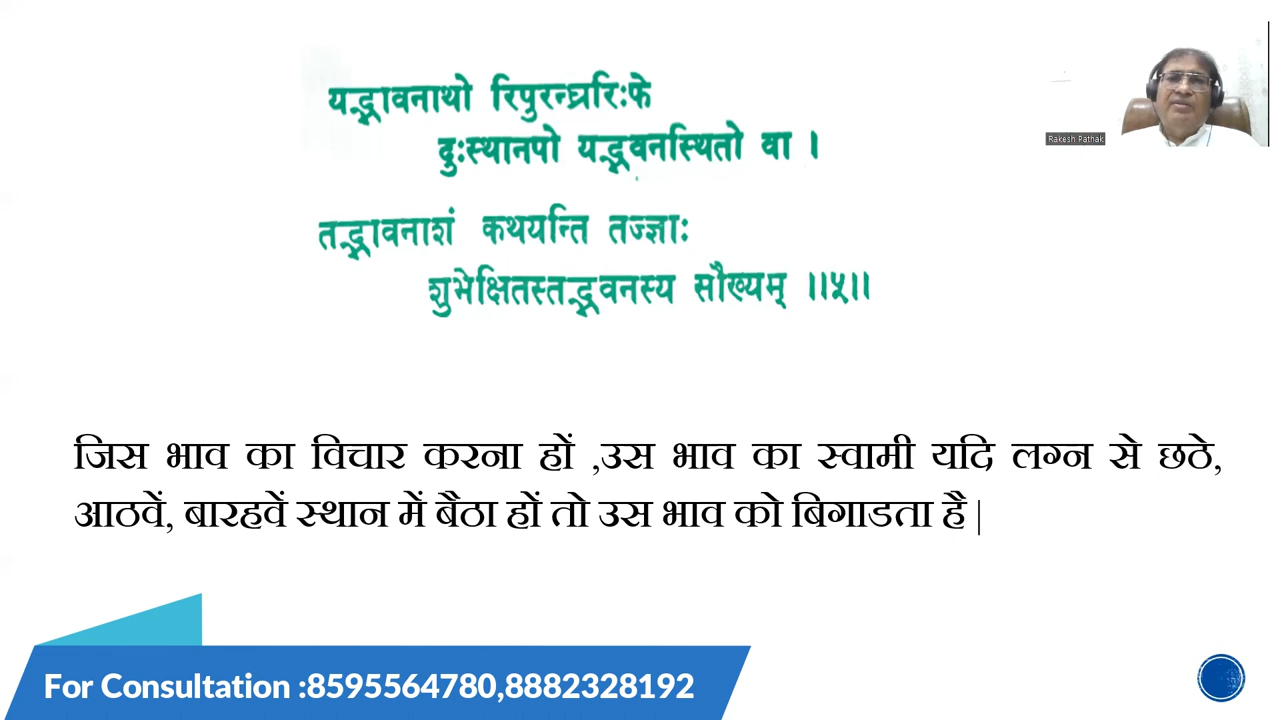 यद्भावनाथो रिपुरन्ध्ररिःफे
दुःस्थानपो यद्भवनस्थितो वा ।
तद्भावनाशं कथयन्ति तज्ज्ञाः
शुभेक्षितस्तद्भवनस्य सौख्यम् ।।५।।
Rakesh Pathak
जिस भाव का विचार करना हों ,उस भाव का स्वामी यदि लग्न से छठे,
आठवें, बारहवें स्थान में बैठा हों तो उस भाव को बिगाडता है |
For Consultation :8595564780,8882328192